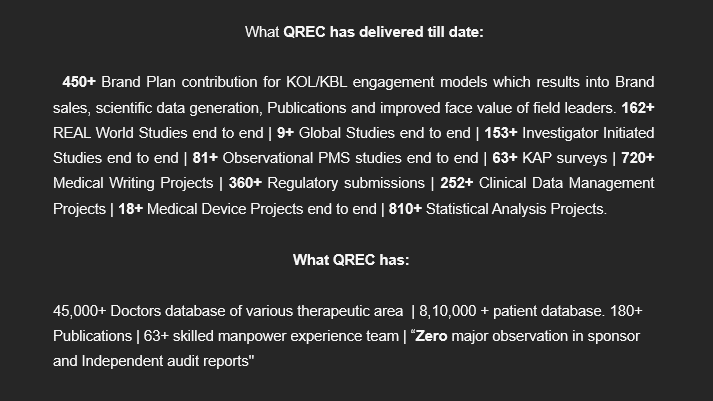 What QREC has delivered till date:
450+ Brand Plan contribution for KOL/KBL engagement models which results into Brand
sales, scientific data generation, Publications and improved face value of field leaders. 162+
REAL World Studies end to end | 9+ Global Studies end to end | 153+ Investigator Initiated
Studies end to end | 81+ Observational PMS studies end to end | 63+ KAP surveys | 720+
Medical Writing Projects | 360+ Regulatory submissions | 252+ Clinical Data Management
Projects | 18+ Medical Device Projects end to end | 810+ Statistical Analysis Projects.
What QREC has:
45,000+ Doctors database of various therapeutic area | 8,10,000 + patient database. 180+
Publications | 63+ skilled manpower experience team | “Zero major observation in sponsor
and Independent audit reports"